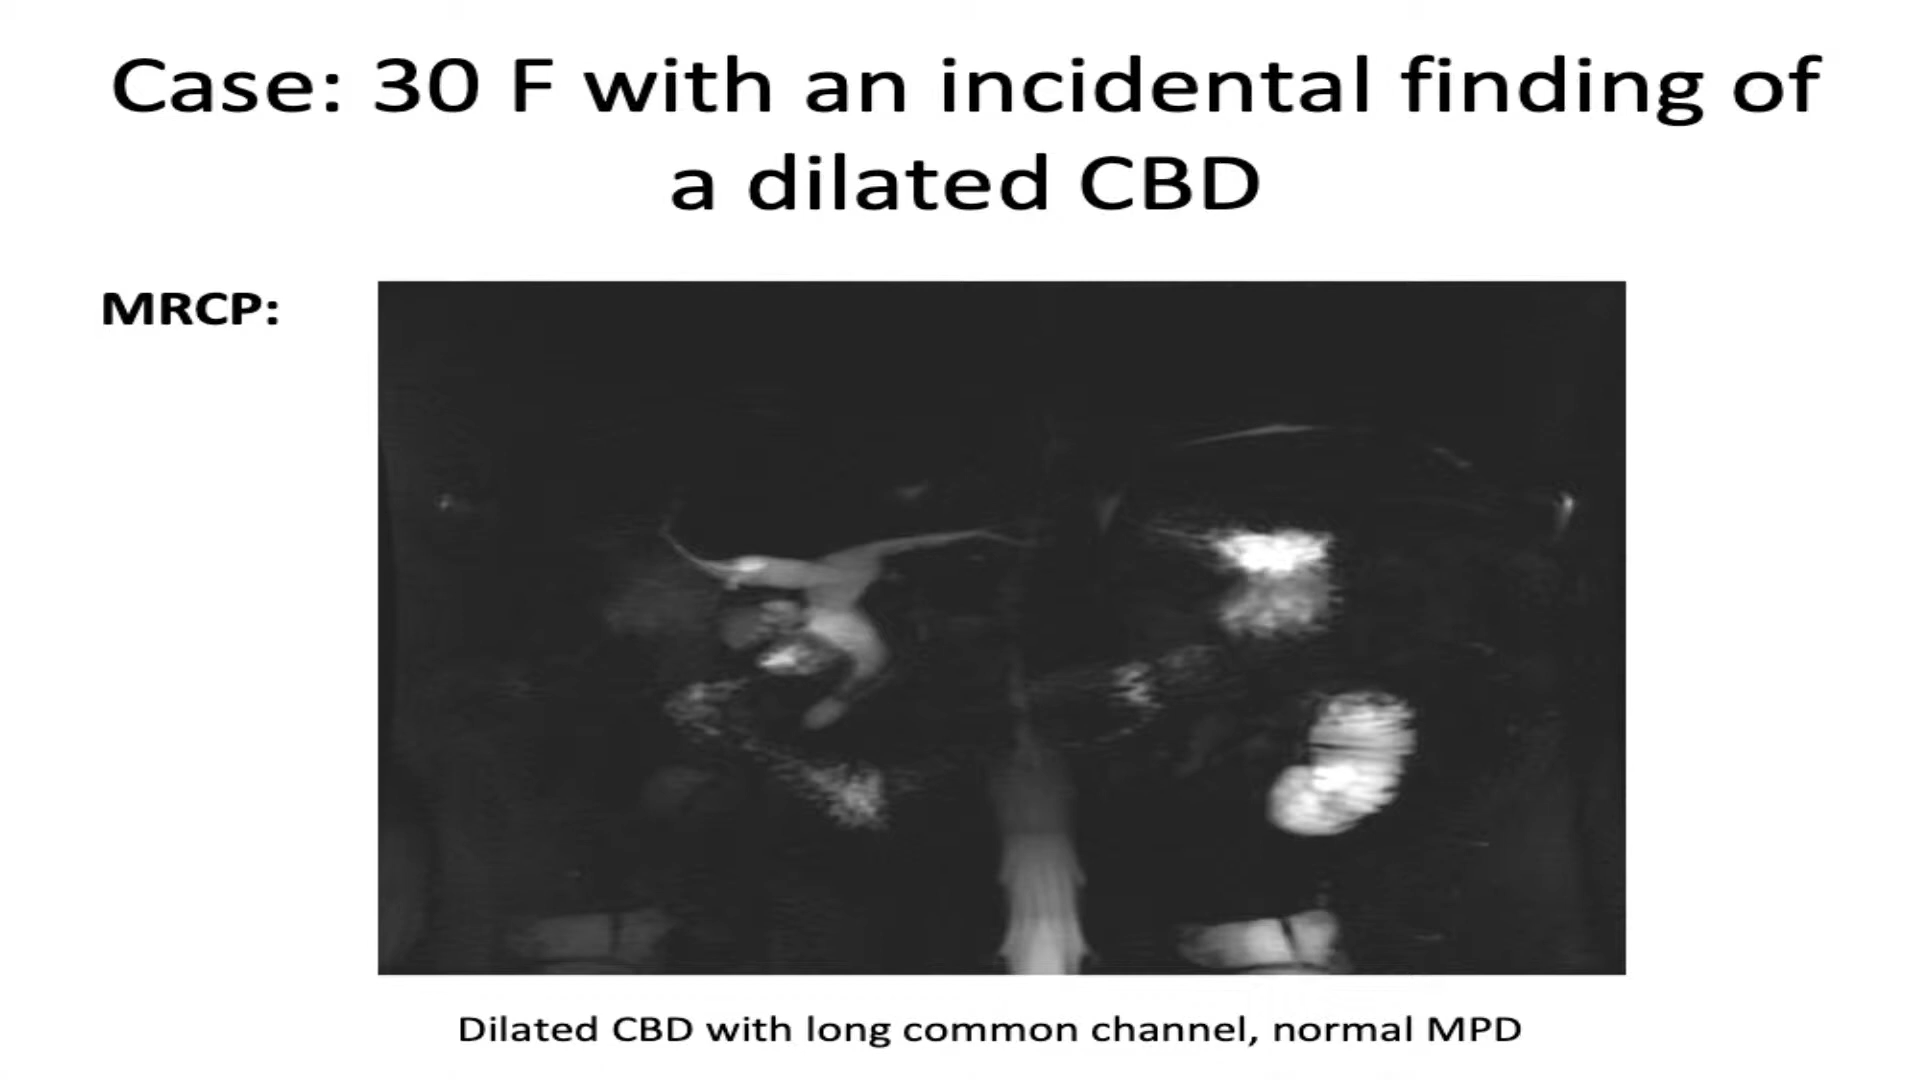 Case: 30 F with an incidental finding of
a dilated CBD
MRCP:
Dilated CBD with long common channel, normal MPD